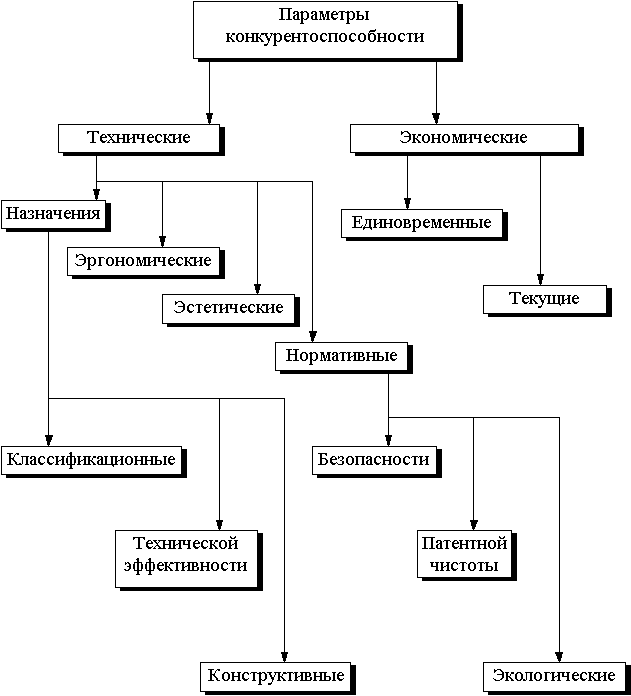 Параметры
конкурентоспособности
Технические
Экономические
Назначения
Единовременные
Эргономические
Эстетические
Текущие
Нормативные
Классификационные
Безопасности
Технической
эффективности
Патентной
чистоты
Конструктивные
Экологические